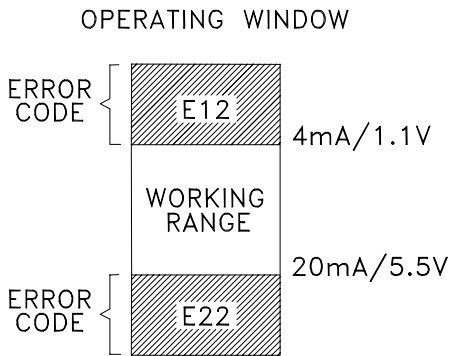 OPERATING WINDOW
ERROR
CODE
E12
4mA/1.1V
WORKING
RANGE
20mA/5.5V
ERROR
CODE
E22